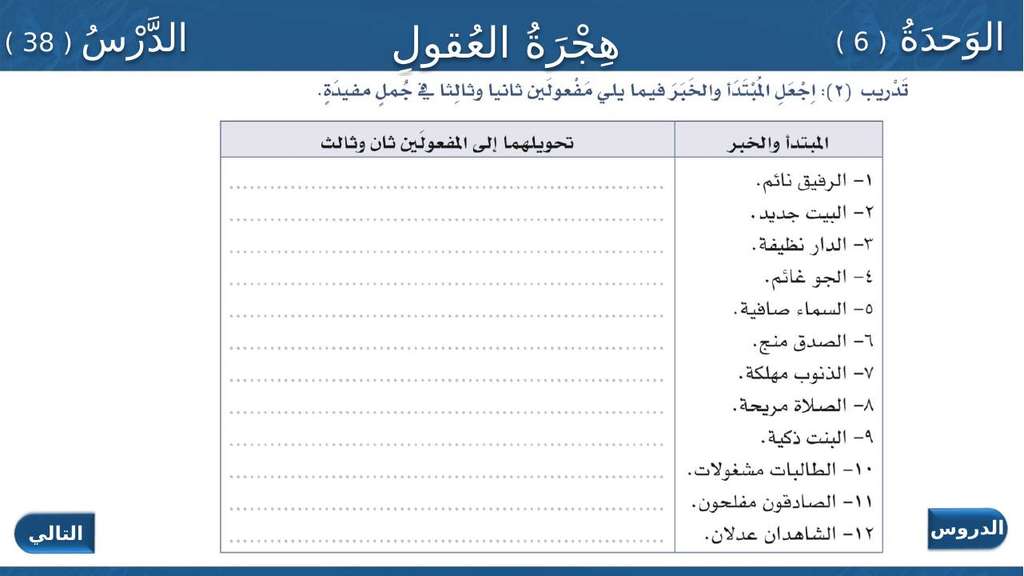 الوَحدَةُ ( 6 )
هِجْرَةُ العُقولِ
الدَّرْسُ ( 38 )
تَدْريب (٢): اِجْعَلِ المُبْتَدَأ والخَبَرَ فيما يلي مَفْعولَين ثانيا وثالِثا في جُملٍ مفيدَةٍ.
المبتدأ والخبر
تحويلهما إلى المفعولَين ثان وثالث
١- الرفيق نائم.
٢- البيت جديد.
٣- الدار نظيفة.
٤- الجو غائم.
٥- السماء صافية.
٦- الصدق منج.
٧- الذنوب مهلكة.
٨- الصلاة مريحة.
٩- البنت ذكية.
١٠- الطالبات مشغولات.
١١- الصادقون مفلحون.
١٢- الشاهدان عدلان.
الدروس
التالي